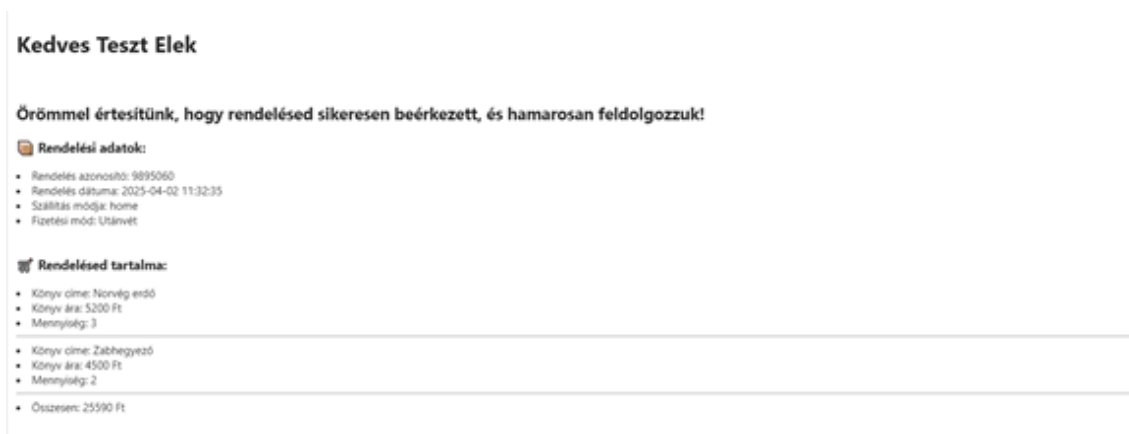 Kedves Teszt Elek
Örömmel értesítünk, hogy rendelésed sikeresen beérkezett, és hamarosan feldolgozzuk!
Rendelési adatok:
Rendelés azonosító: 9895060
Rendelés dátuma: 2025-04-02 11:32:35
Szállítás módja: home
Fizetési mód: Utánvét
Rendelésed tartalma:
Könyv címe: Norvég erdő
Könyv ára: 5200 Ft
Mennyiség: 3
Könyv címe: Zabhegyező
Könyv ára: 4500 Ft
Mennyiség: 2
Összesen: 25590 Ft